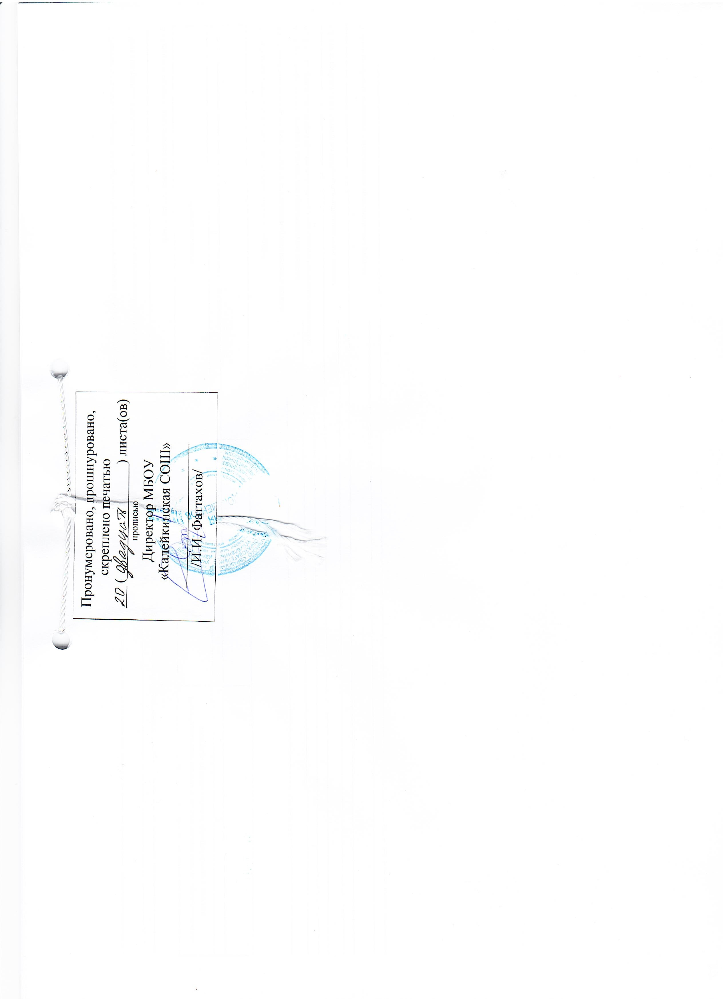 Пронумеровано, прошнуровано,
скреплено печатью
20 (двадцать) листа(ов)
прописью
Директор МБОУ
«Калейкинская СОШ»
/И.И. Фаттахов/